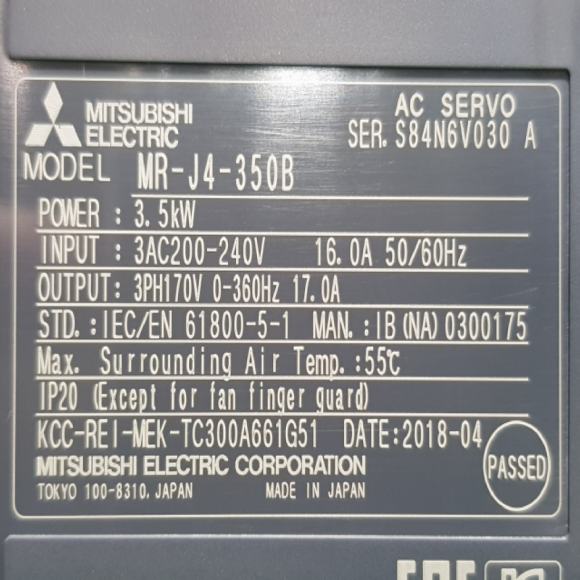 MITSUBISHI ELECTRIC
AC SERVO
SER. S84N6V030 A
MODEL MR-J4-350B
POWER : 3.5kW
INPUT : 3AC200-240V 16.0A 50/60Hz
OUTPUT: 3PH170V 0-360Hz 17.0A
STD.: IEC/EN 61800-5-1 MAN.: IB(NA)0300175
Max. Surrounding Air Temp.:55℃
IP20 (Except for fan finger guard)
KCC-REI-MEK-TC300A661G51 DATE:2018-04
MITSUBISHI ELECTRIC CORPORATION
PASSED
TOKYO 100-8310, JAPAN MADE IN JAPAN